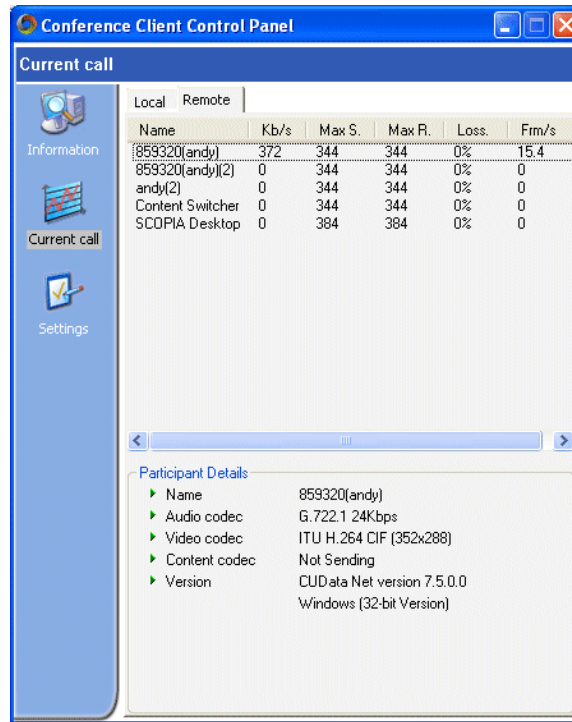 Conference Client Control Panel
Current call
Information
Current call
Settings
Local Remote
Name Kb/s Max S. Max R. Loss. Frm/s
859320(andy) 372 344 344 0% 15.4
859320(andy)(2) 0 344 344 0% 0
andy(2) 0 344 344 0% 0
Content Switcher 0 344 344 0% 0
SCOPIA Desktop 0 384 384 0% 0
Participant Details
Name 859320(andy)
Audio codec G.722.1 24Kbps
Video codec ITU H.264 CIF (352x288)
Content codec Not Sending
Version CUData Net version 7.5.0.0
Windows (32-bit Version)